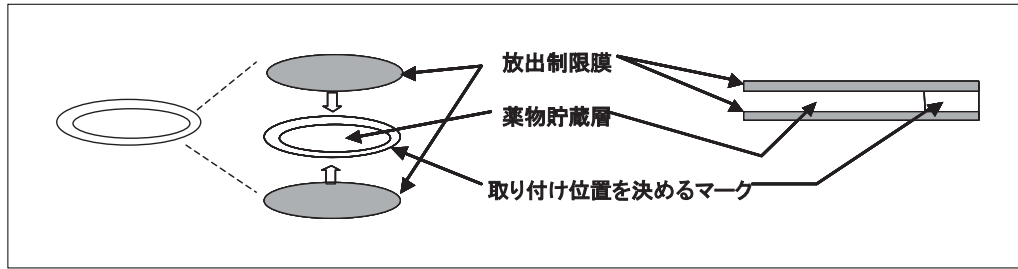 放出制限膜
薬物貯蔵層
取り付け位置を決めるマーク